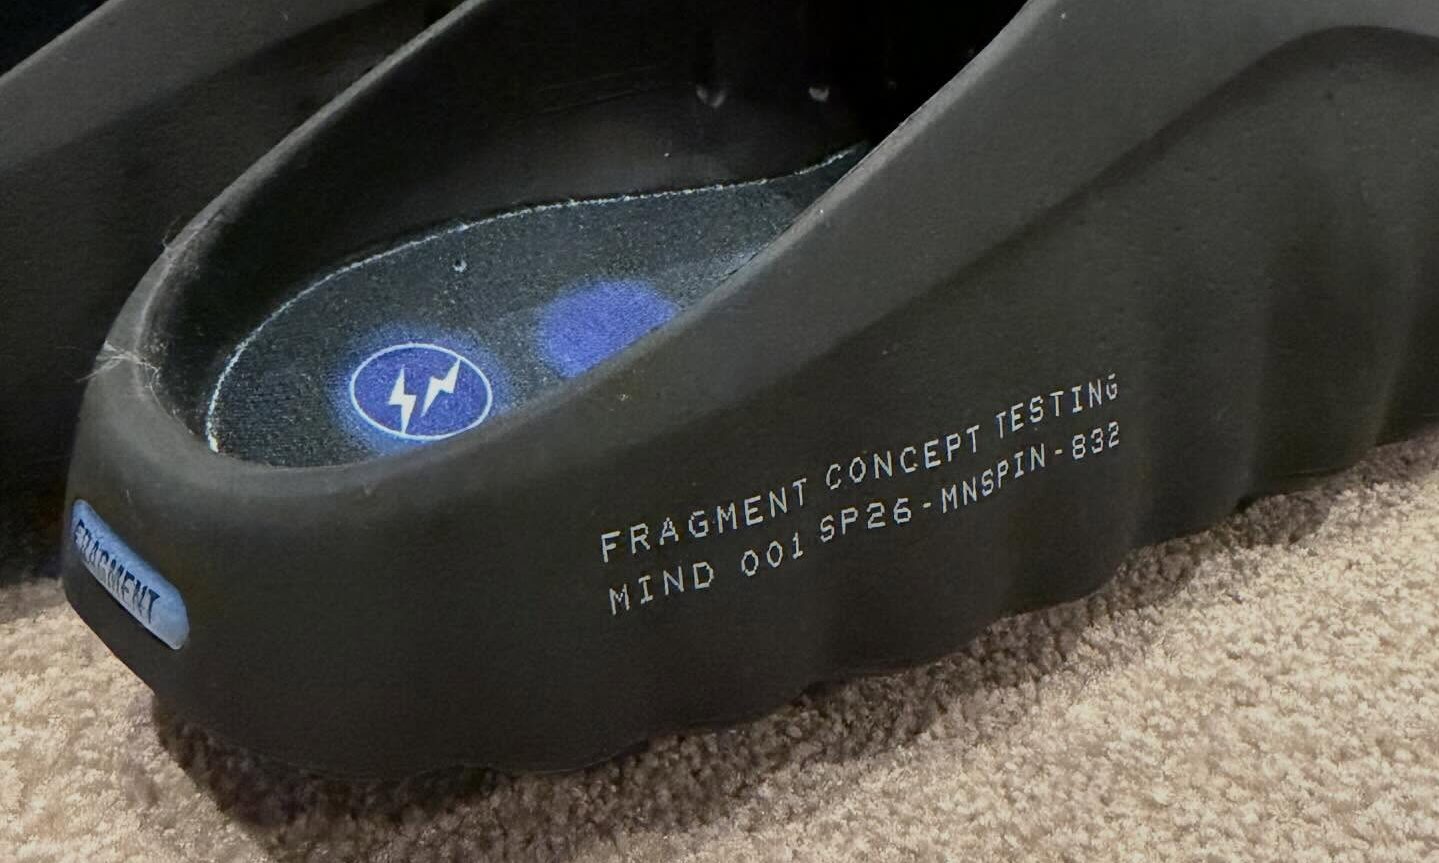 FRAGMENT CONCEPT TESTING
MIND 001 SP26-MNSPIN-832
FRAGMENT